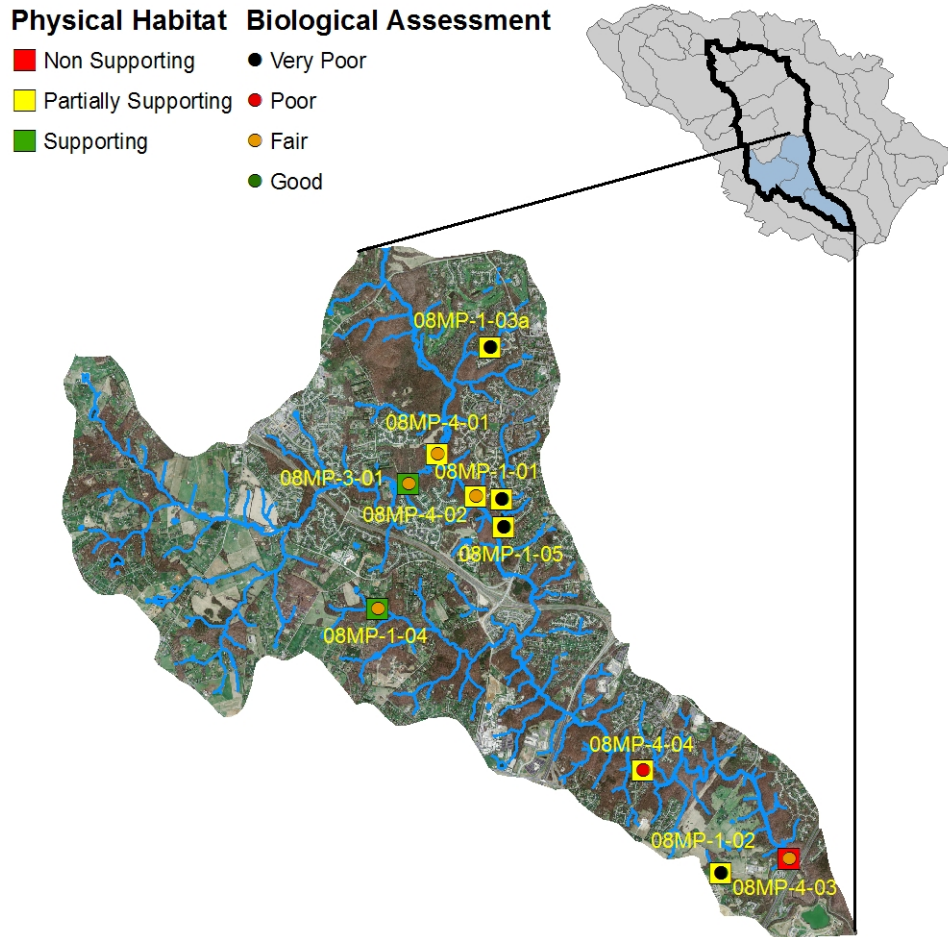 Physical Habitat
Non Supporting
Partially Supporting
Supporting
Biological Assessment
Very Poor
Poor
Fair
Good
08MP-1-03a
08MP-4-01
08MP-1-01
08MP-3-01
08MP-4-02
08MP-1-05
08MP-1-04
08MP-4-04
08MP-1-02
08MP-4-03